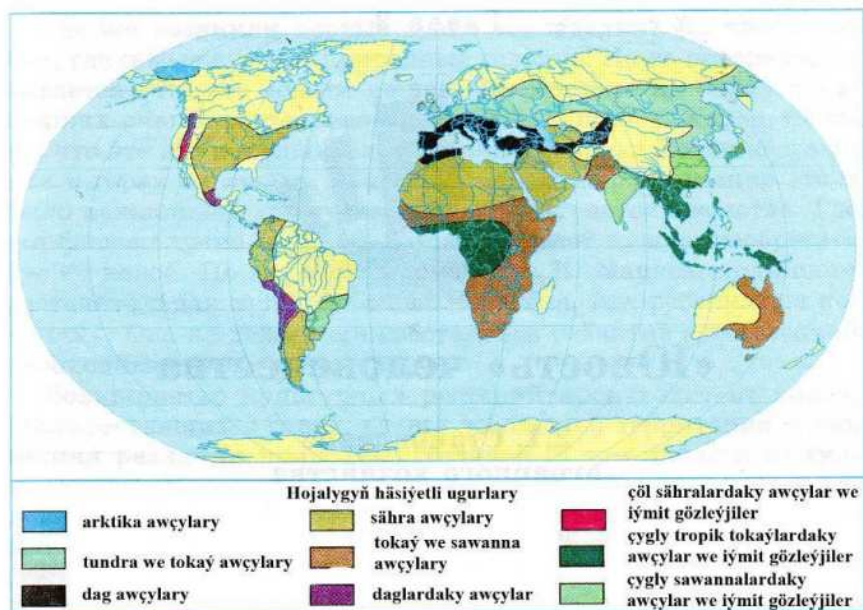 Hojalygyň häsiýetli ugurlary
arktika awçylary
tundra we tokaý awçylary
dag awçylary
sähra awçylary
tokaý we sawanna
awçylary
daglardaky awçylar
çöl sähralardaky awçylar we
iýmit gözleýjiler
çygly tropik tokaýlardaky
awçylar we iýmit gözleýjiler
çygly sawannalardaky
awçylar we iýmit gözleýjiler